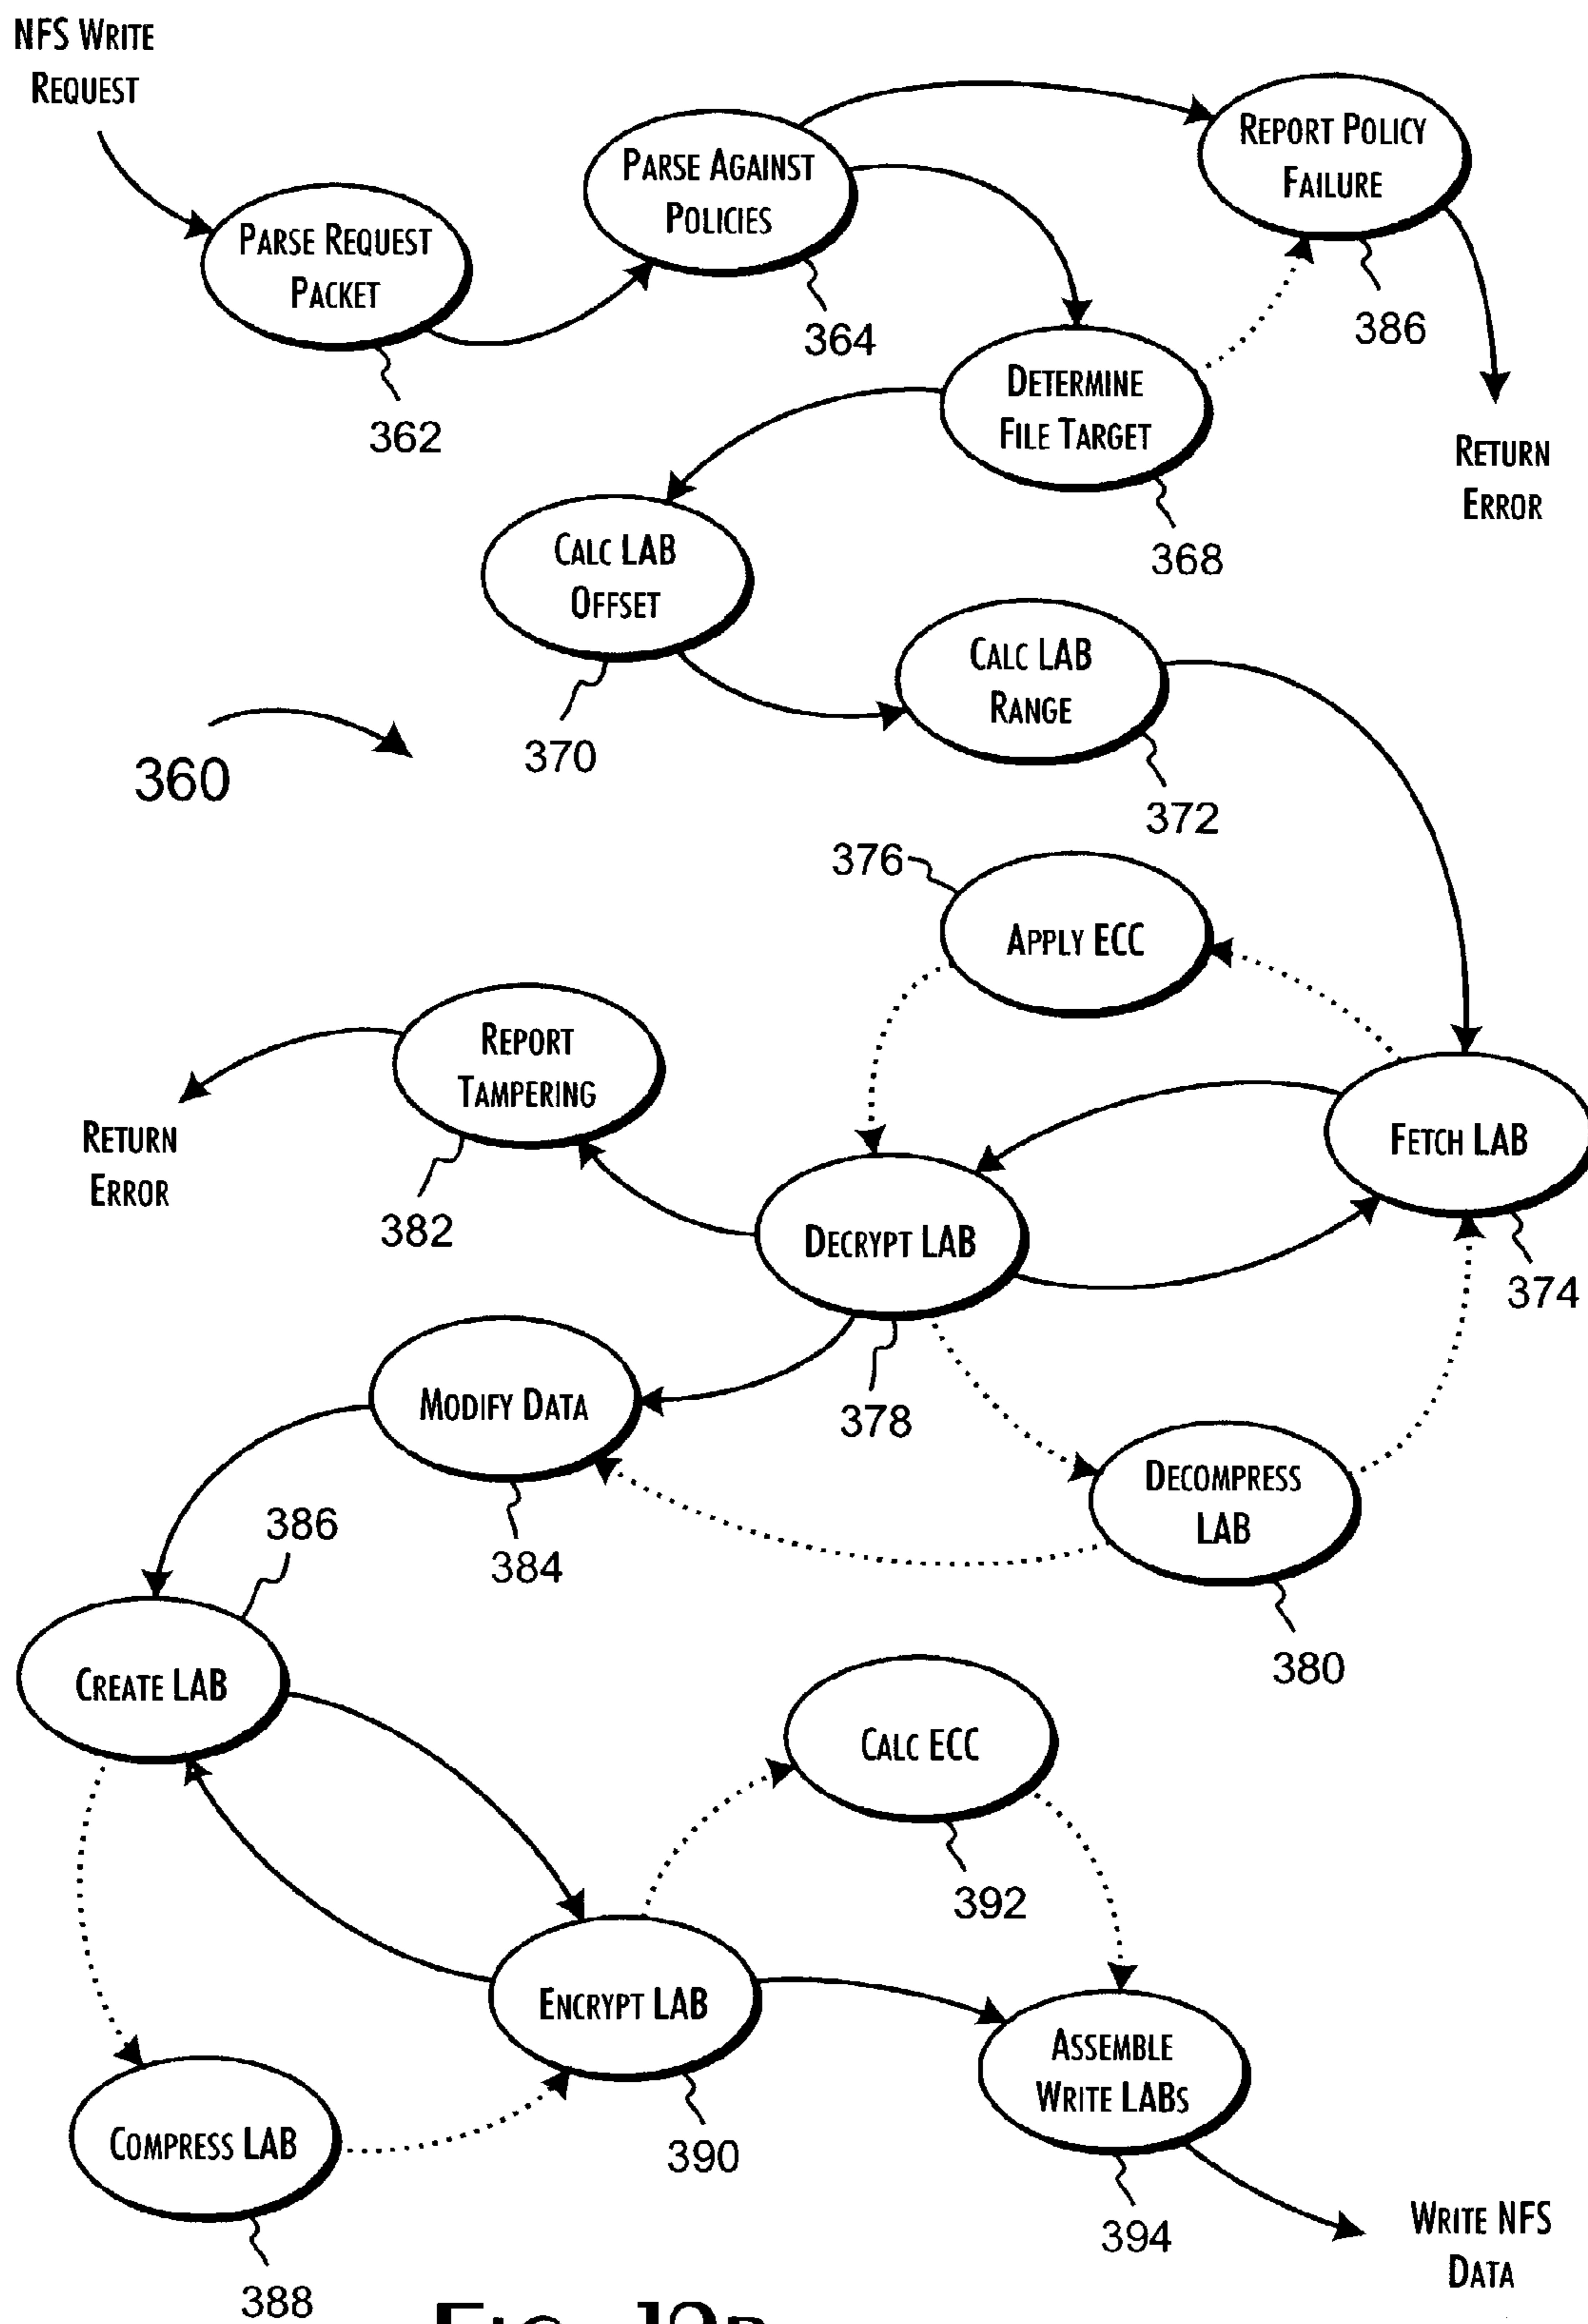 NFS WRITE
REQUEST
PARSE REQUEST
PACKET
362
PARSE AGAINST
POLICIES
364
REPORT POLICY
FAILURE
386
DETERMINE
FILE TARGET
368
RETURN
ERROR
CALC LAB
OFFSET
370
CALC LAB
RANGE
372
360
376
APPLY ECC
REPORT
TAMPERING
382
RETURN
ERROR
FETCH LAB
374
DECRYPT LAB
378
MODIFY DATA
384
DECOMPRESS
LAB
380
386
CREATE LAB
CALC ECC
392
ENCRYPT LAB
390
ASSEMBLE
WRITE LABS
394
COMPRESS LAB
388
WRITE NFS
DATA